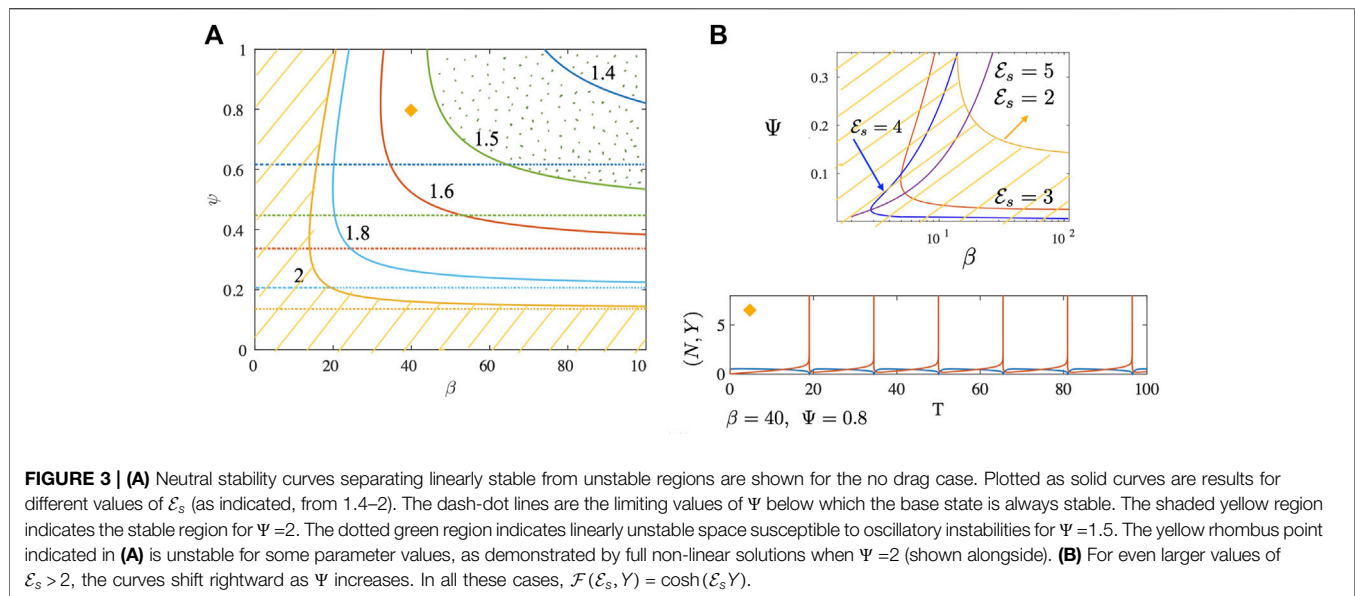 A
1
0.8
0.6
0.4
0.2
0
ψ
1.4
1.5
1.6
1.8
2
0 20 40 60 80 100
β
B
0.3
0.2
0.1
Ψ
ℰs = 5
ℰs = 2
ℰs = 4
ℰs = 3
10^1 10^2
β
(N, Y)
5
0
0 20 40 60 80 100
T
β = 40, Ψ = 0.8
FIGURE 3 | (A) Neutral stability curves separating linearly stable from unstable regions are shown for the no drag case. Plotted as solid curves are results for
different values of ℰs (as indicated, from 1.4–2). The dash-dot lines are the limiting values of Ψ below which the base state is always stable. The shaded yellow region
indicates the stable region for Ψ =2. The dotted green region indicates linearly unstable space susceptible to oscillatory instabilities for Ψ =1.5. The yellow rhombus point
indicated in (A) is unstable for some parameter values, as demonstrated by full non-linear solutions when Ψ =2 (shown alongside). (B) For even larger values of
ℰs > 2, the curves shift rightward as Ψ increases. In all these cases, ℱ(ℰs, Y) = cosh(ℰsY).